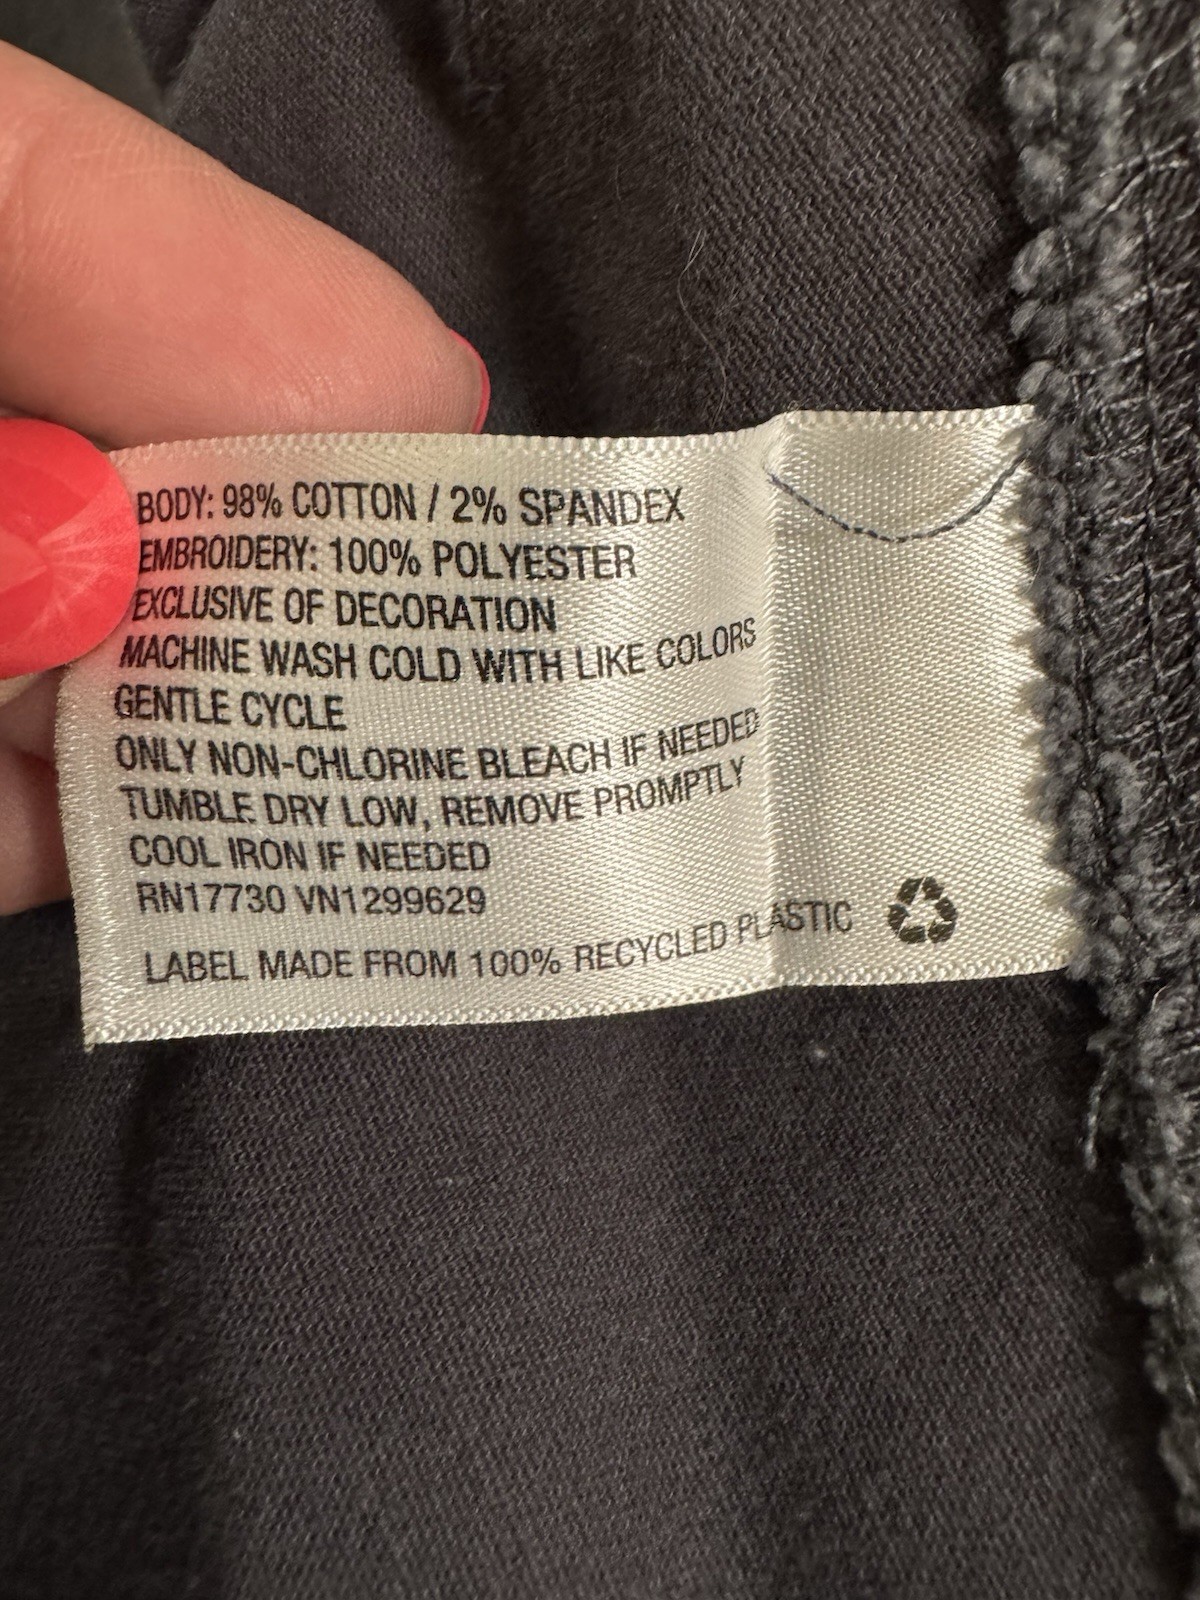 BODY: 98% COTTON / 2% SPANDEX
EMBROIDERY: 100% POLYESTER
EXCLUSIVE OF DECORATION
MACHINE WASH COLD WITH LIKE COLORS
GENTLE CYCLE
ONLY NON-CHLORINE BLEACH IF NEEDED
TUMBLE DRY LOW, REMOVE PROMPTLY
COOL IRON IF NEEDED
RN17730 VN1299629
LABEL MADE FROM 100% RECYCLED PLASTIC